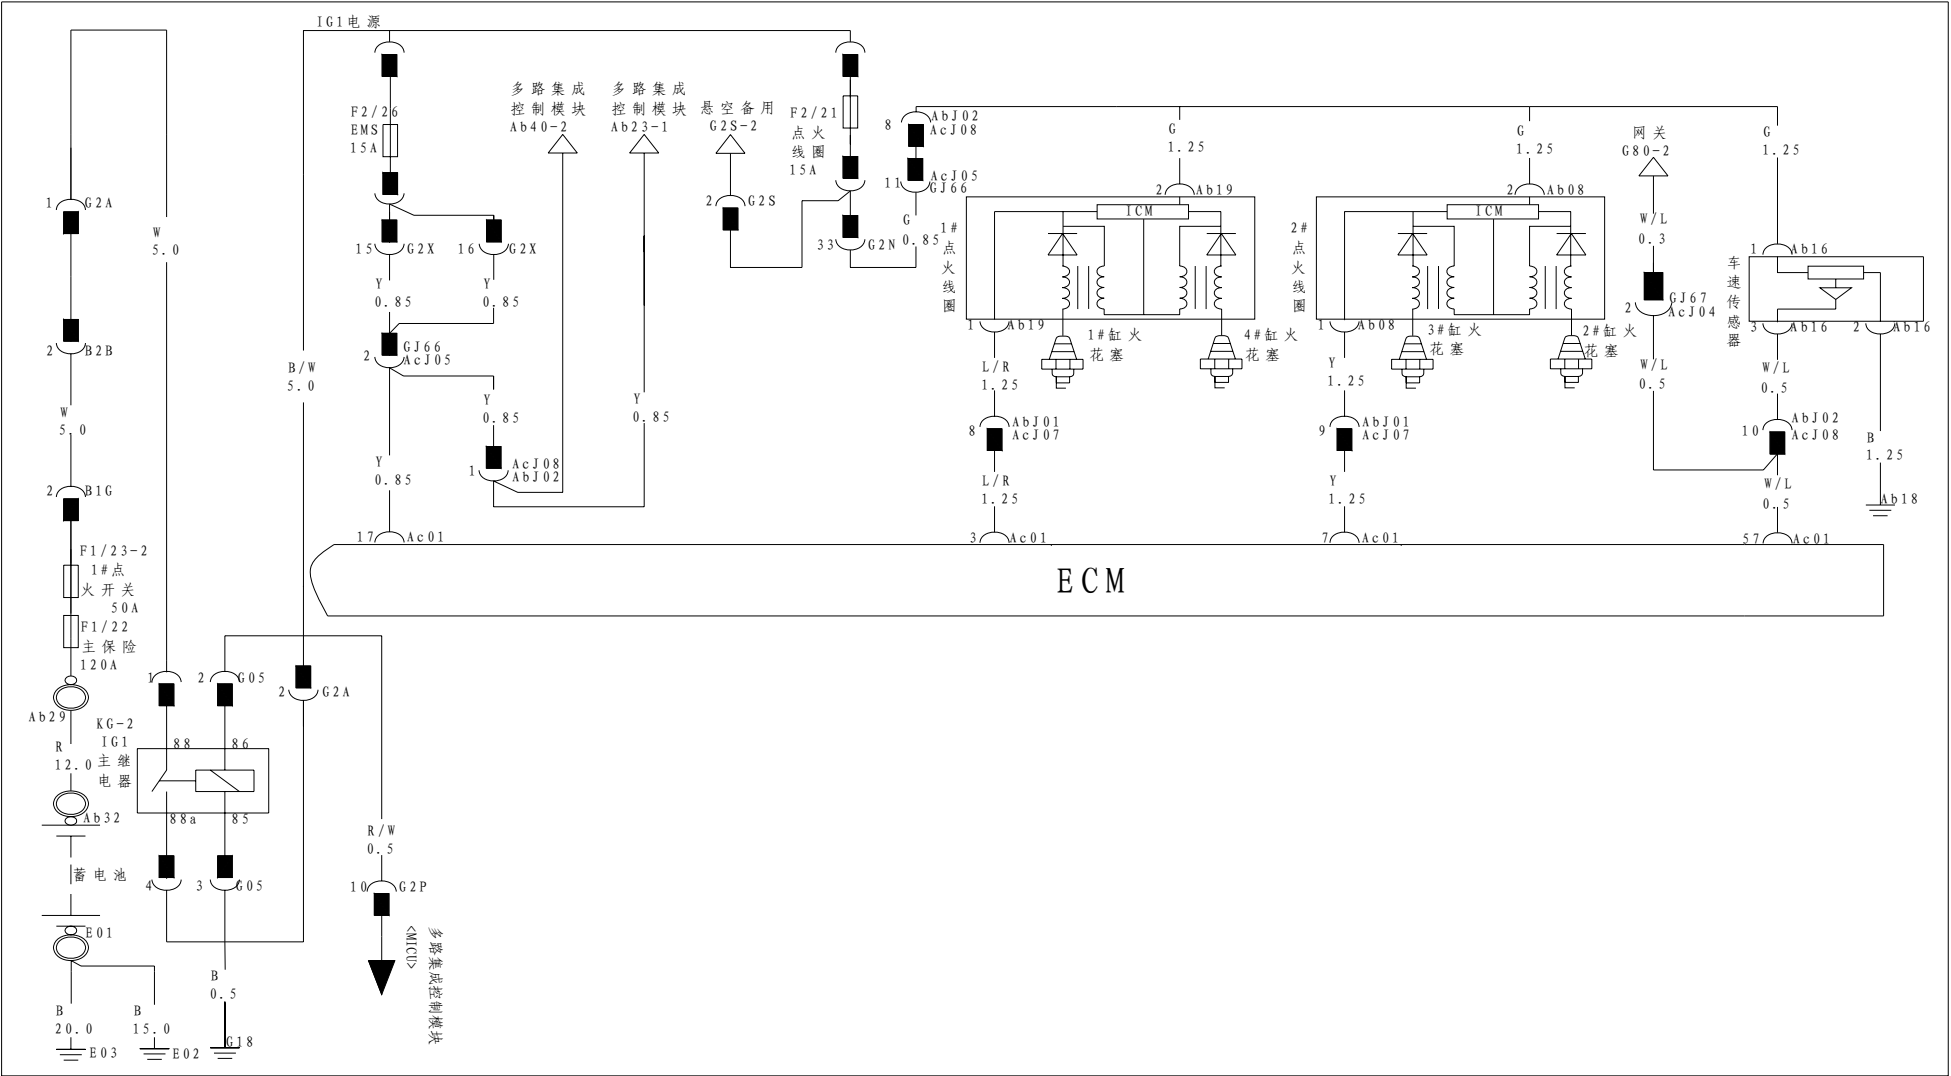 IG1电源
多路集成
控制模块
Ab40-2
多路集成
控制模块
Ab23-1
悬空备用
G2S-2
F2/26
EMS
15A
F2/21
点火
线圈
15A
8
AbJ02
AcJ08
11
AcJ05
GJ66
G
0.85
G
1.25
G
1.25
网关
G80-2
G
1.25
1
G2A
W
5.0
2
G2S
15
G2X
16
G2X
33
G2N
Y
0.85
Y
0.85
2
Ab19
ICM
1#
点
火
线
圈
2
Ab08
ICM
2#
点
火
线
圈
W/L
0.3
1
Ab16
车
速
传
感
器
2
GJ67
AcJ04
3
Ab16
2
Ab16
1
Ab19
1#缸火
花塞
4#缸火
花塞
1
Ab08
3#缸火
花塞
2#缸火
花塞
2
B2B
2
GJ66
AcJ05
B/W
5.0
W
5.0
Y
0.85
Y
0.85
L/R
1.25
Y
1.25
W/L
0.5
W/L
0.5
8
AbJ01
AcJ07
9
AbJ01
AcJ07
10
AbJ02
AcJ08
B
1.25
Y
0.85
1
AcJ08
AbJ02
L/R
1.25
Y
1.25
W/L
0.5
Ab18
2
B1G
17
Ac01
3
Ac01
7
Ac01
57
Ac01
ECM
F1/23-2
1#点
火开关
50A
F1/22
主保险
120A
1
2
G05
2
G2A
Ab29
KG-2
IG1
主继
电器
88
86
88a
85
R
12.0
Ab32
蓄电池
4
3
G05
R/W
0.5
10
G2P
<MICU>
多路集成控制模块
E01
B
0.5
B
20.0
B
15.0
E03
E02
G18